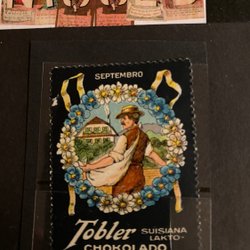 SEPTEMBRO
Tobler SUISIANA
LAKTO-
CHOKOLADO